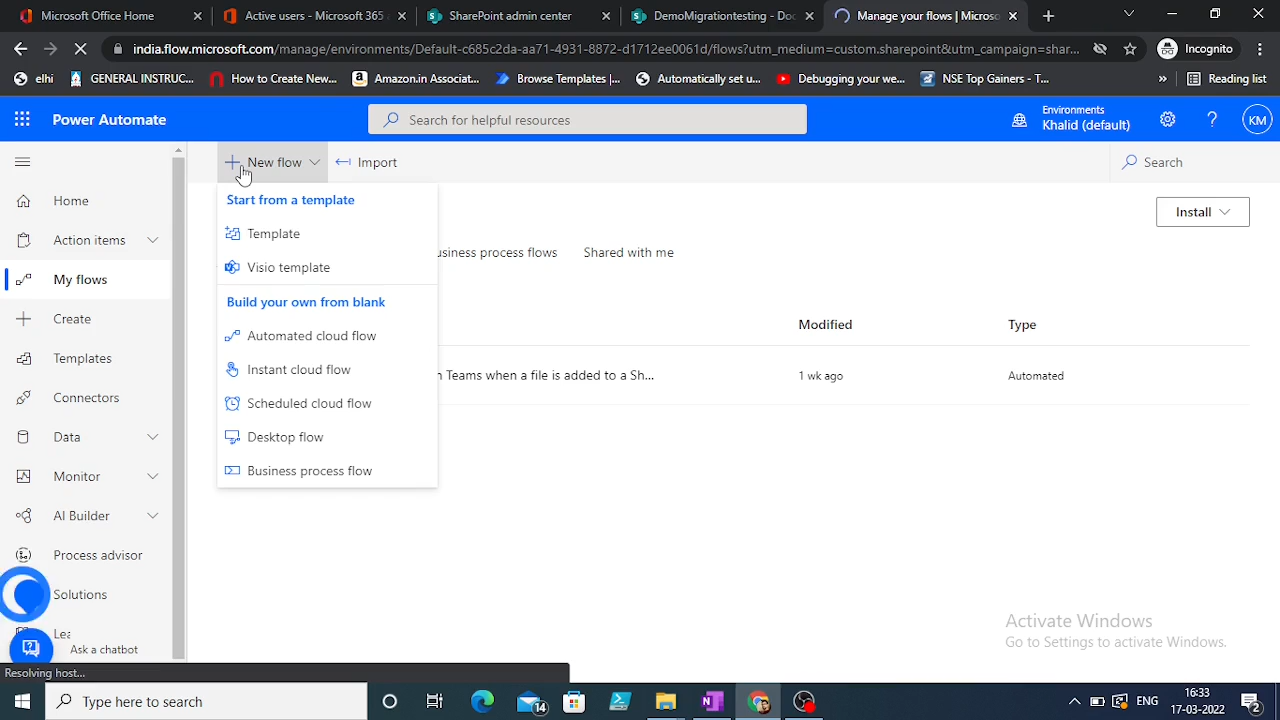 Microsoft Office Home
Active users - Microsoft 365
SharePoint admin center
DemoMigrationtesting - Doc
Manage your flows | Microso
india.flow.microsoft.com/manage/environments/Default-c685c2da-aa71-4931-8872-d1712ee0061d/flows?utm_medium=custom.sharepoint&utm_campaign=shar...
Incognito
elhi
GENERAL INSTRUC...
How to Create New...
Amazon.in Associat...
Browse Templates |...
Automatically set u...
Debugging your we...
NSE Top Gainers - T...
»
Reading list
Power Automate
Search for helpful resources
Environments
Khalid (default)
?
KM
New flow
Import
Search
Home
Action items
My flows
Create
Templates
Connectors
Data
Monitor
AI Builder
Process advisor
Solutions
Lea
Ask a chatbot
Start from a template
Template
Visio template
Build your own from blank
Automated cloud flow
Instant cloud flow
Scheduled cloud flow
Desktop flow
Business process flow
Install
usiness process flows
Shared with me
Modified
Type
n Teams when a file is added to a Sh...
1 wk ago
Automated
Activate Windows
Go to Settings to activate Windows.
Resolving host...
Type here to search
14
ENG
16:33
17-03-2022
2